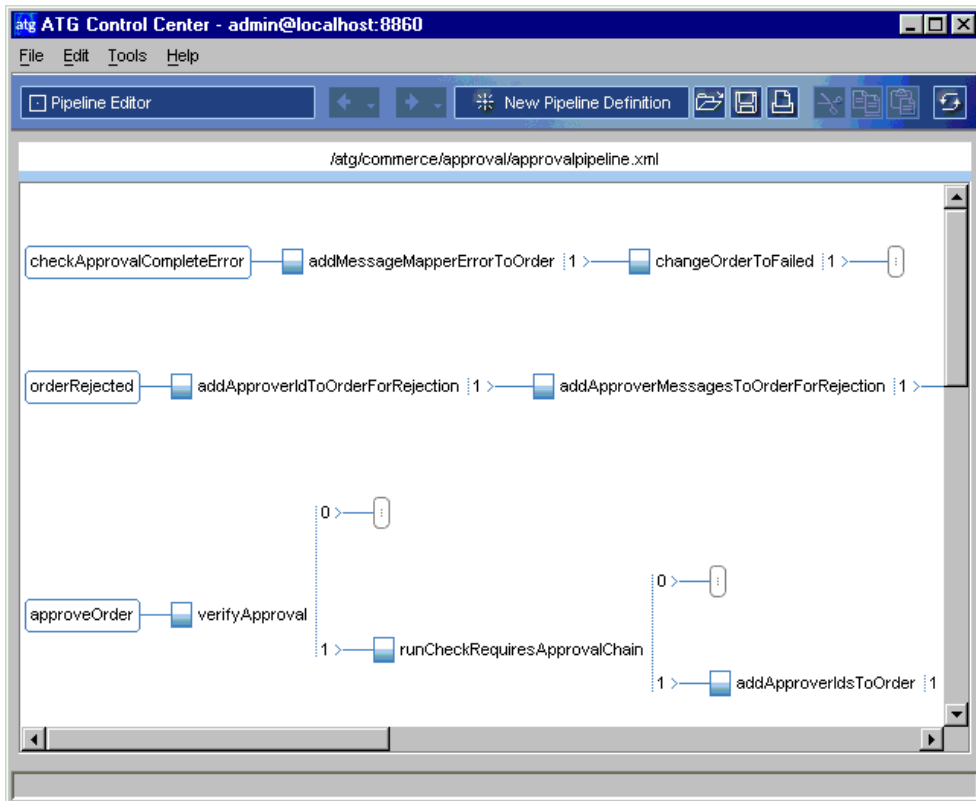 atg ATG Control Center - admin@localhost:8860
File Edit Tools Help
Pipeline Editor New Pipeline Definition
/atg/commerce/approval/approvalpipeline.xml
checkApprovalCompleteError addMessageMapperErrorToOrder 1 changeOrderToFailed 1
orderRejected addApproverIdToOrderForRejection 1 addApproverMessagesToOrderForRejection 1
0
0
approveOrder verifyApproval
1 runCheckRequiresApprovalChain
1 addApproverIdsToOrder 1